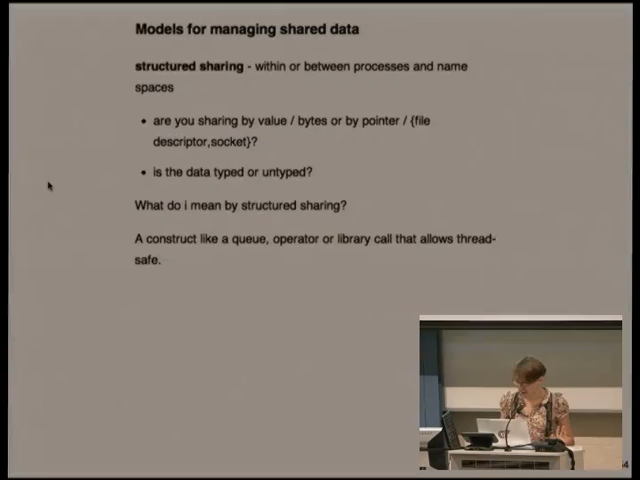 Models for managing shared data
structured sharing - within or between processes and name
spaces
• are you sharing by value / bytes or by pointer / {file
descriptor,socket}?
• is the data typed or untyped?
What do i mean by structured sharing?
A construct like a queue, operator or library call that allows thread-
safe.